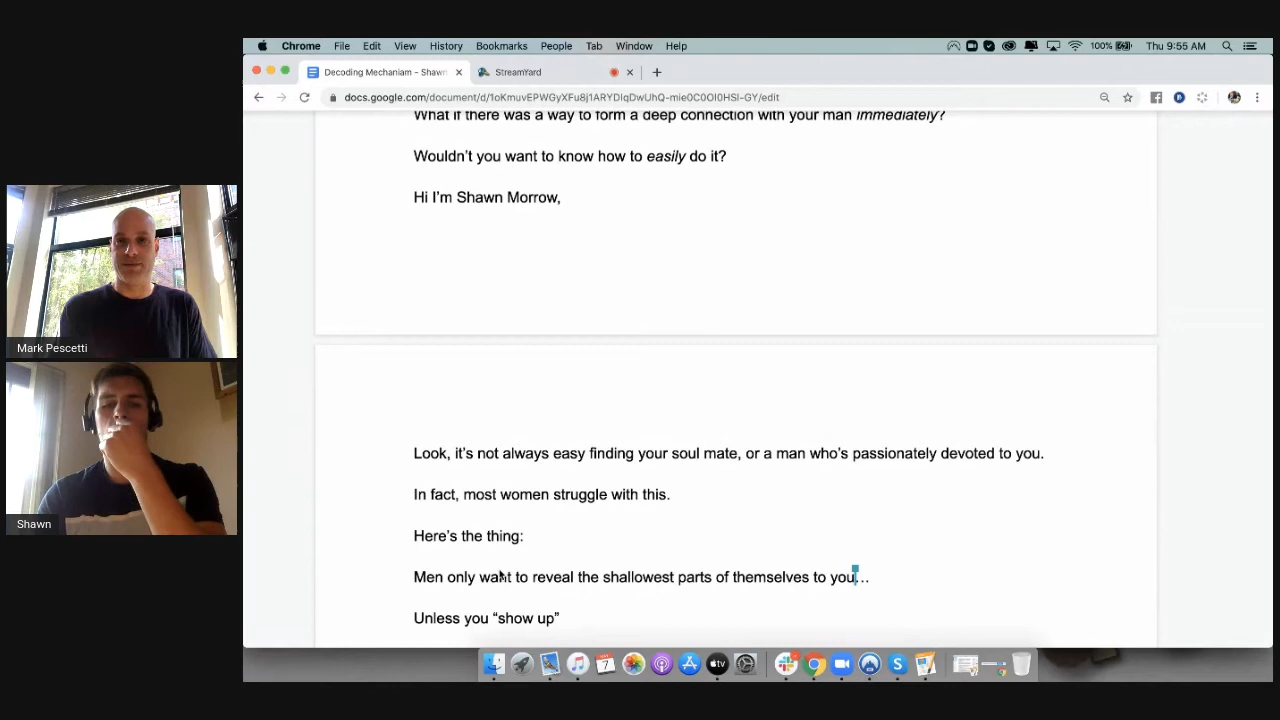 Chrome File Edit View History Bookmarks People Tab Window Help 100% Thu 9:55 AM
Decoding Mechaniam - Shawn StreamYard
docs.google.com/document/d/1oKmuvEPWGyXFu8j1ARYDIqDwUhQ-mie0C0OI0HSI-GY/edit
What if there was a way to form a deep connection with your man immediately?
Wouldn't you want to know how to easily do it?
Hi I'm Shawn Morrow,
Mark Pescetti
Look, it's not always easy finding your soul mate, or a man who's passionately devoted to you.
In fact, most women struggle with this.
Shawn
Here's the thing:
Men only want to reveal the shallowest parts of themselves to you…
Unless you “show up”
7
tv